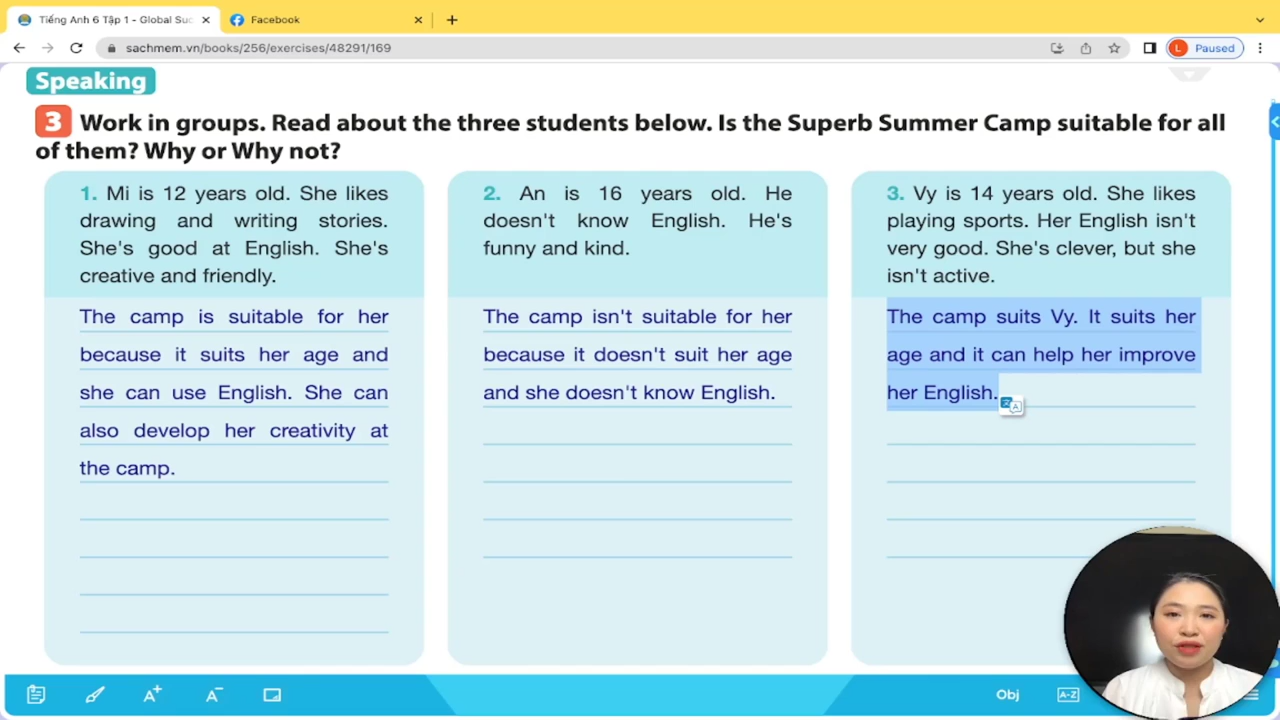 Tiếng Anh 6 Tập 1 - Global Suc
Facebook
sachmem.vn/books/256/exercises/48291/169
L Paused
Speaking
3 Work in groups. Read about the three students below. Is the Superb Summer Camp suitable for all
of them? Why or Why not?
1. Mi is 12 years old. She likes
drawing and writing stories.
She's good at English. She's
creative and friendly.
The camp is suitable for her
because it suits her age and
she can use English. She can
also develop her creativity at
the camp.
2. An is 16 years old. He
doesn't know English. He's
funny and kind.
The camp isn't suitable for her
because it doesn't suit her age
and she doesn't know English.
3. Vy is 14 years old. She likes
playing sports. Her English isn't
very good. She's clever, but she
isn't active.
The camp suits Vy. It suits her
age and it can help her improve
her English.
A+ A- Obj A-Z